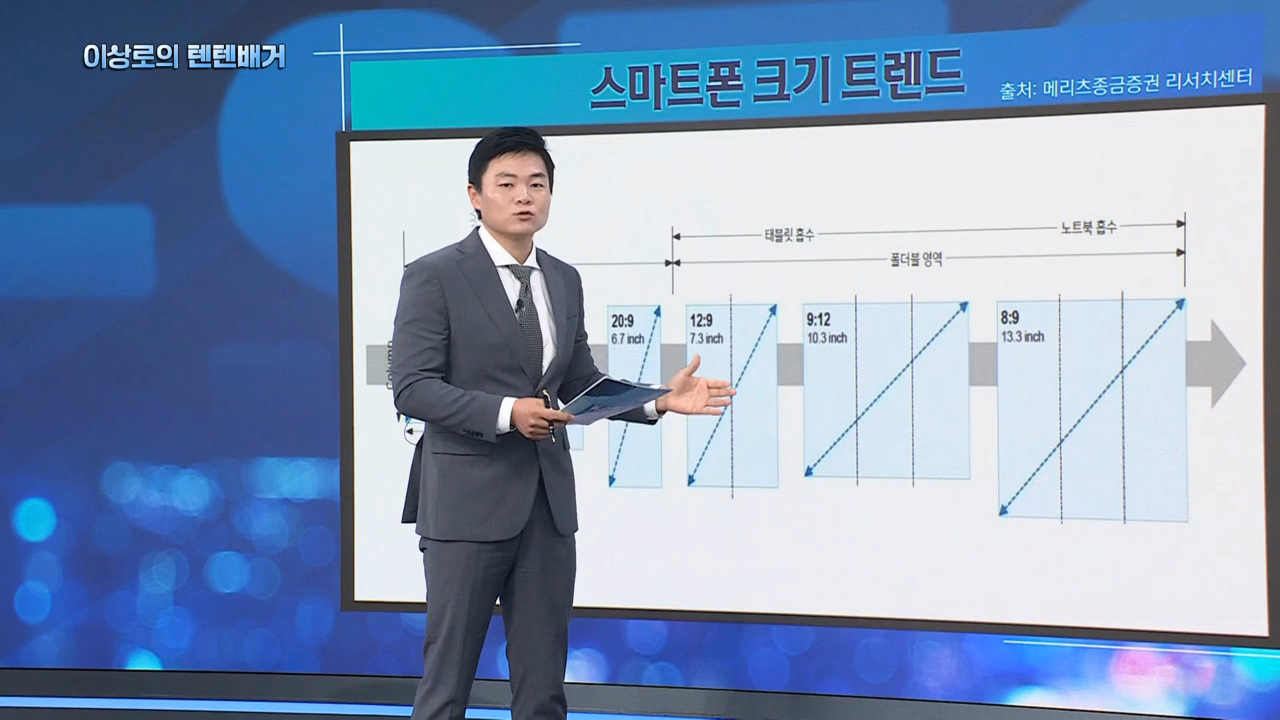 이상로의 텐텐배거
스마트폰 크기 트렌드
출처: 메리츠종금증권 리서치센터
태블릿 흡수
노트북 흡수
폴더블 영역
20:9
6.7 inch
12:9
7.3 inch
9:12
10.3 inch
8:9
13.3 inch